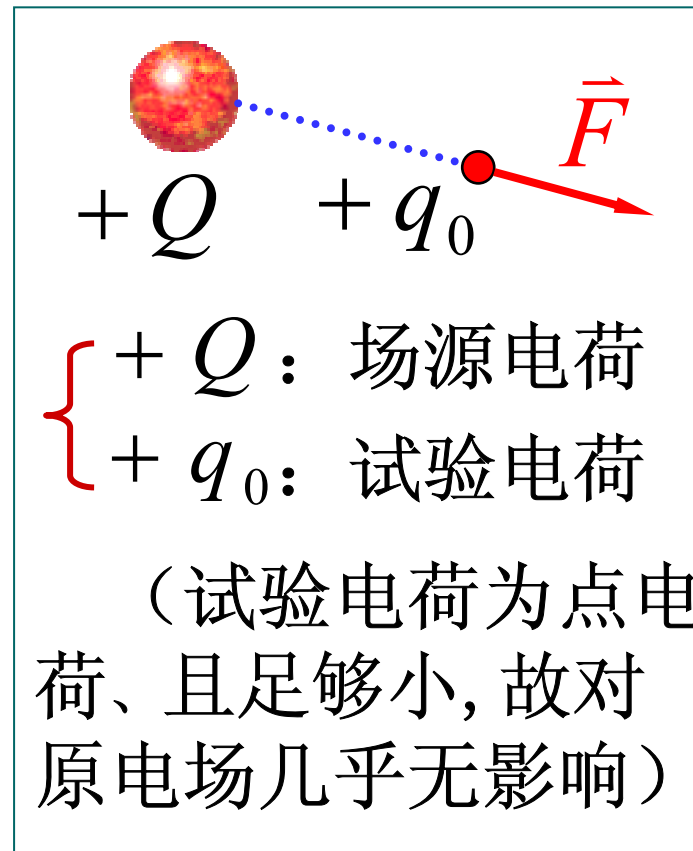 F⃗
+Q +q₀
+Q：场源电荷
+q₀：试验电荷
（试验电荷为点电
荷、且足够小,故对
原电场几乎无影响）